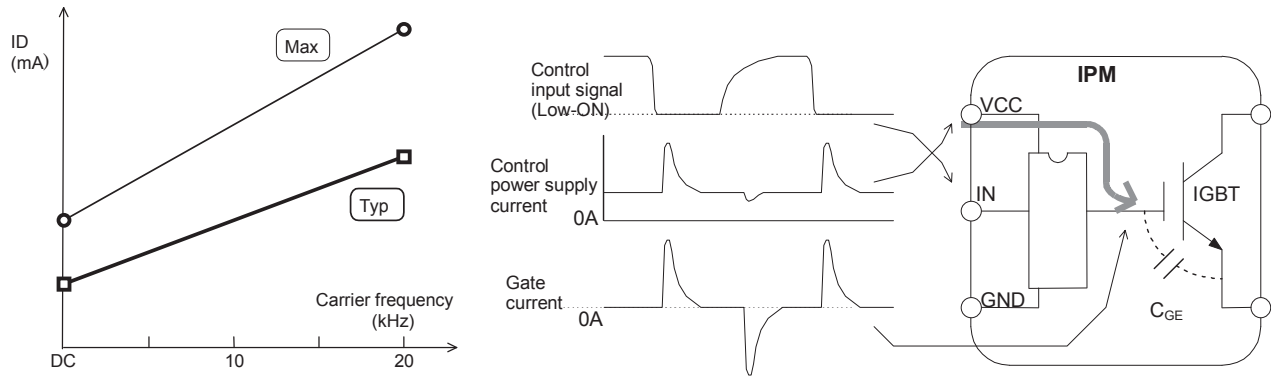 ID
(mA)
Max
Typ
Carrier frequency
(kHz)
DC
10
20
Control
input signal
(Low-ON)
Control
power supply
current
0A
Gate
current
0A
IPM
VCC
IN
IGBT
GND
CGE